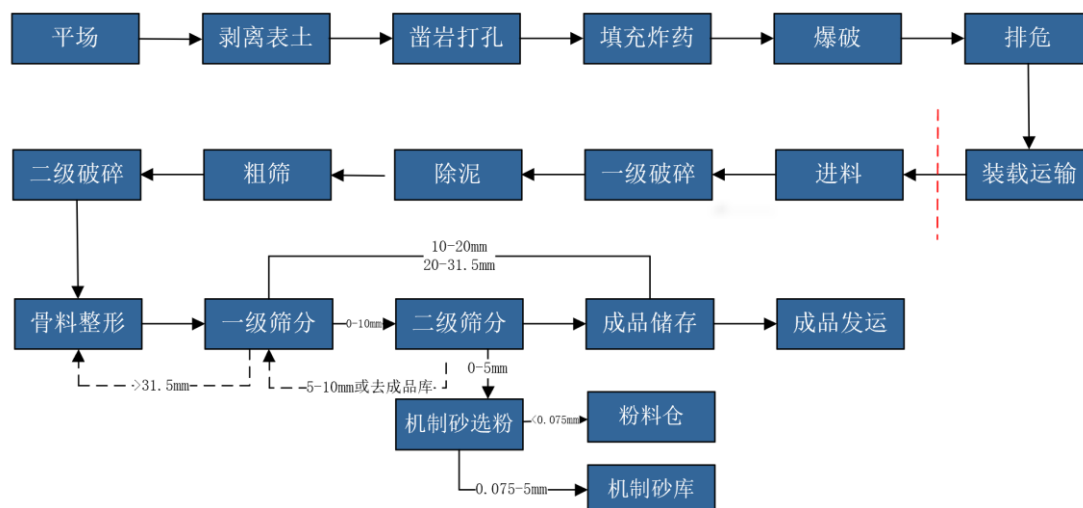 平场
剥离表土
凿岩打孔
填充炸药
爆破
排危
二级破碎
粗筛
除泥
一级破碎
进料
装载运输
10-20mm
20-31.5mm
骨料整形
一级筛分
0-10mm
二级筛分
成品储存
成品发运
>31.5mm
5-10mm或去成品库
0-5mm
机制砂选粉
<0.075mm
粉料仓
0.075-5mm
机制砂库